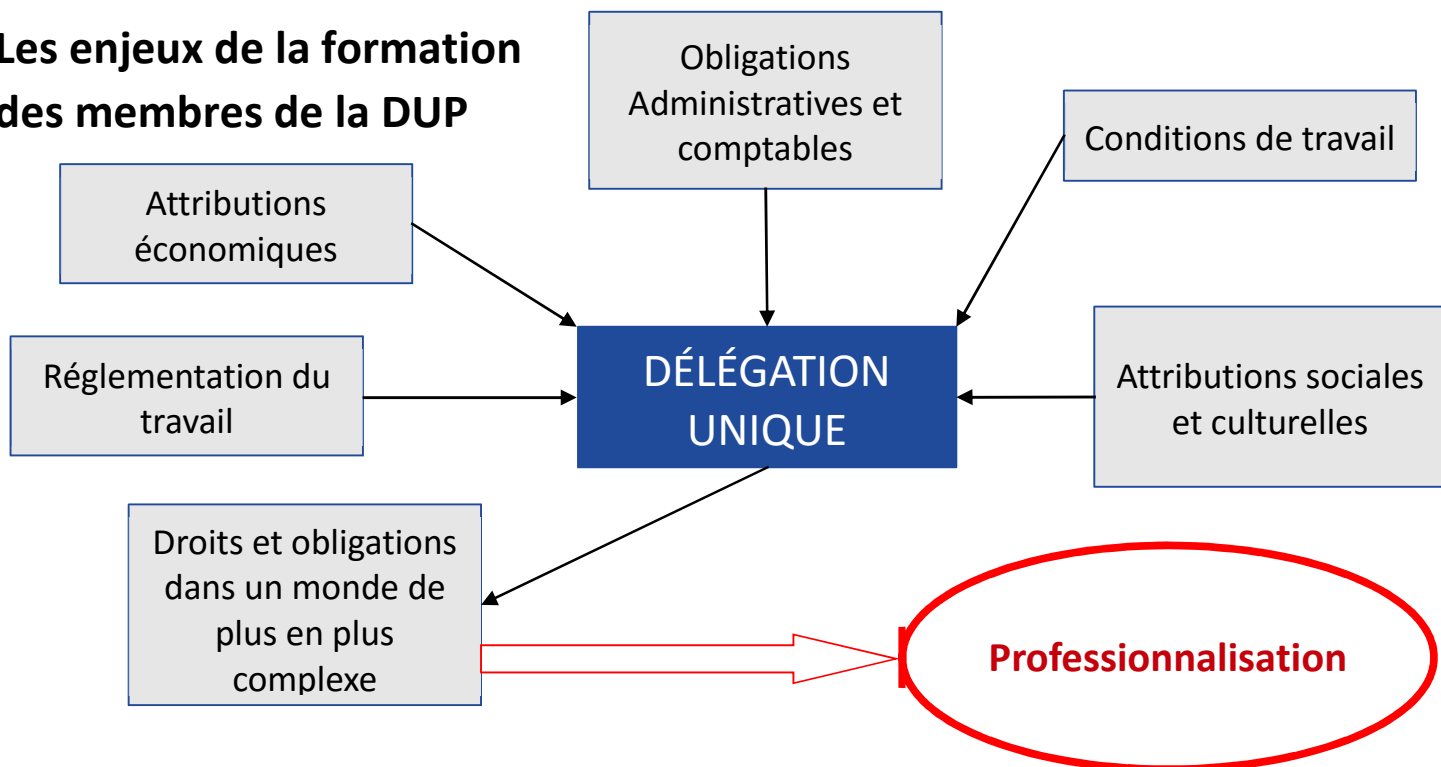 Les enjeux de la formation
des membres de la DUP
Obligations
Administratives et
comptables
Conditions de travail
Attributions
économiques
Réglementation du
travail
DÉLÉGATION
UNIQUE
Attributions sociales
et culturelles
Droits et obligations
dans un monde de
plus en plus
complexe
Professionnalisation